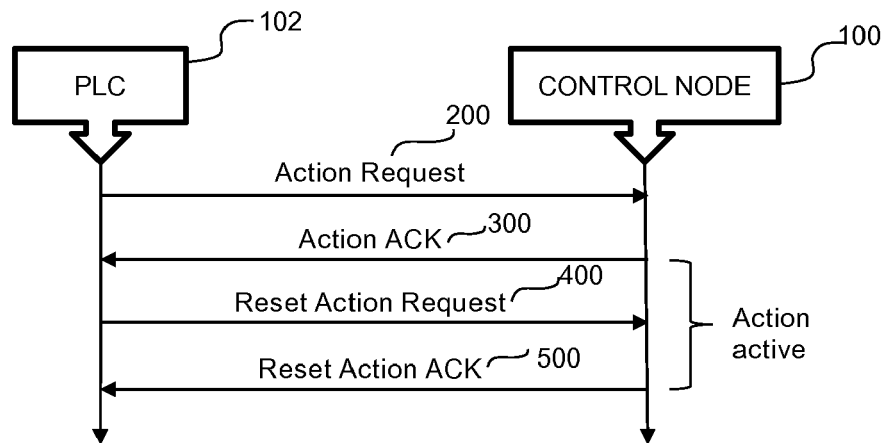 102
100
PLC
CONTROL NODE
200
Action Request
Action ACK 300
Reset Action Request 400
Reset Action ACK 500
Action
active